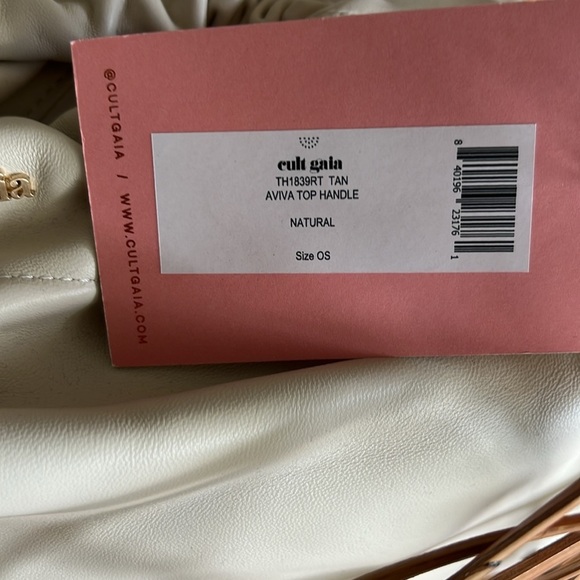 @CULTGAIA / WWW.CULTGAIA.COM
cult gaia
TH1839RT TAN
AVIVA TOP HANDLE
NATURAL
Size OS
8 40196 23176 1